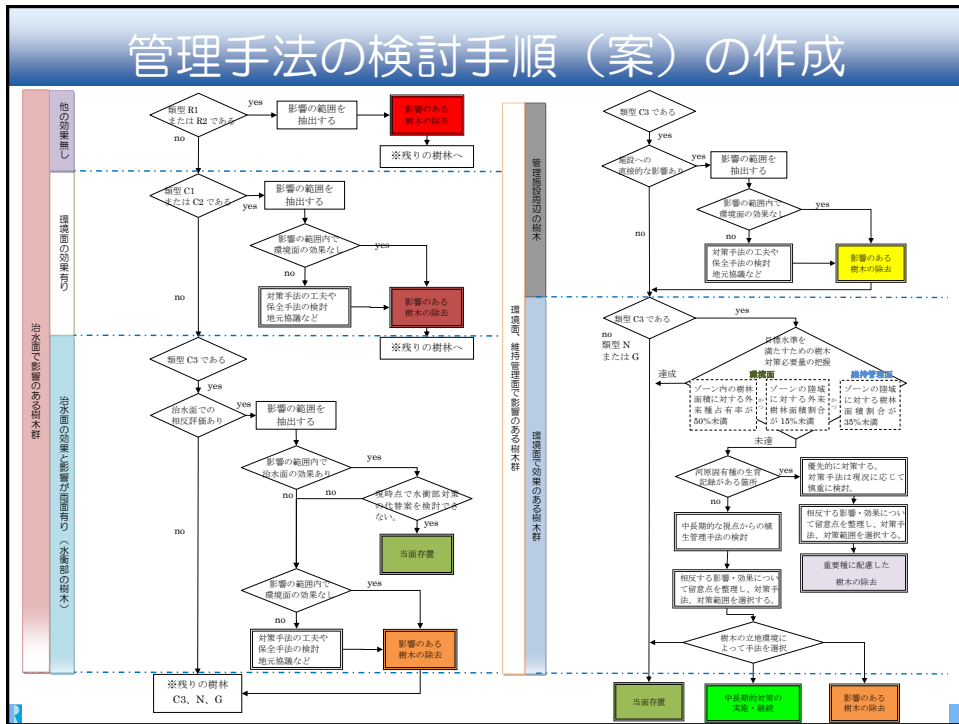 管理手法の検討手順（案）の作成
治水面で影響のある樹木群
他の効果無し
類型 R1
または R2 である
yes
no
影響の範囲を
抽出する
影響のある
樹木の除去
※残りの樹林へ
環境面の効果有り
類型 C1
または C2 である
yes
no
影響の範囲を
抽出する
影響の範囲内で
環境面の効果なし
yes
no
対策手法の工夫や
保全手法の検討
地元協議など
影響のある
樹木の除去
※残りの樹林へ
治水面の効果と影響が両面有り（水衝部の樹木）
類型 C3 である
yes
no
治水面での
相反評価あり
yes
影響の範囲を
抽出する
影響の範囲内で
治水面の効果あり
yes
no
no
現時点で水衝部対策
の代替案を検討でき
ない。
yes
当面存置
影響の範囲内で
環境面の効果なし
yes
no
対策手法の工夫や
保全手法の検討
地元協議など
影響のある
樹木の除去
※残りの樹林
C3、N、G
環境面、維持管理面で影響のある樹木群
管理施設周辺の樹木
類型 C3 である
yes
施設への
直接的な影響あり
yes
no
影響の範囲を
抽出する
影響の範囲内で
環境面の効果なし
yes
no
対策手法の工夫や
保全手法の検討
地元協議など
影響のある
樹木の除去
環境面で効果のある樹木群
類型 C3 である
yes
no
類型 N
または G
目標水準を
満たすための樹木
対策必要量の把握
達成
環境面
維持管理面
ゾーン内の樹林
面積に対する外
来種占有率が
50%未満
かつ
ゾーンの陸域
に対する外来
樹林面積割合
が 15%未満
かつ
ゾーンの陸域
に対する樹林
面積割合が
35%未満
未達
河原固有種の生育
記録がある箇所
yes
no
優先的に対策する。
対策手法は現況に応じて
慎重に検討。
相反する影響・効果につい
て留意点を整理し、対策手
法、対策範囲を選択する。
重要種に配慮した
樹木の除去
中長期的な視点からの植
生管理手法の検討
相反する影響・効果につい
て留意点を整理し、対策手
法、対策範囲を選択する。
樹木の立地環境に
よって手法を選択
当面存置
中長期的対策の
実施・継続
影響のある
樹木の除去